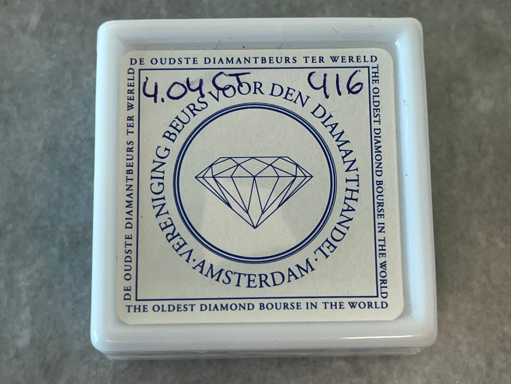 DE OUDSTE DIAMANTBEURS TER WERELD
4.04 CT 416
VERENIGING BEURS VOOR DEN DIAMANTHANDEL
· AMSTERDAM ·
DE OUDSTE DIAMANTBEURS TER WERELD
THE OLDEST DIAMOND BOURSE IN THE WORLD
THE OLDEST DIAMOND BOURSE IN THE WORLD